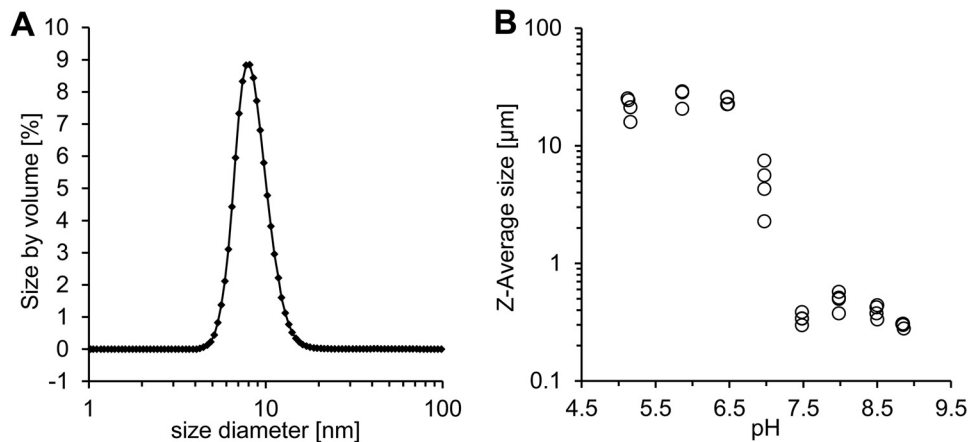 A
10
9
8
7
6
5
4
3
2
1
0
-1
Size by volume [%]
1 10 100
size diameter [nm]
B
100
10
1
0.1
Z-Average size [µm]
4.5 5.5 6.5 7.5 8.5 9.5
pH